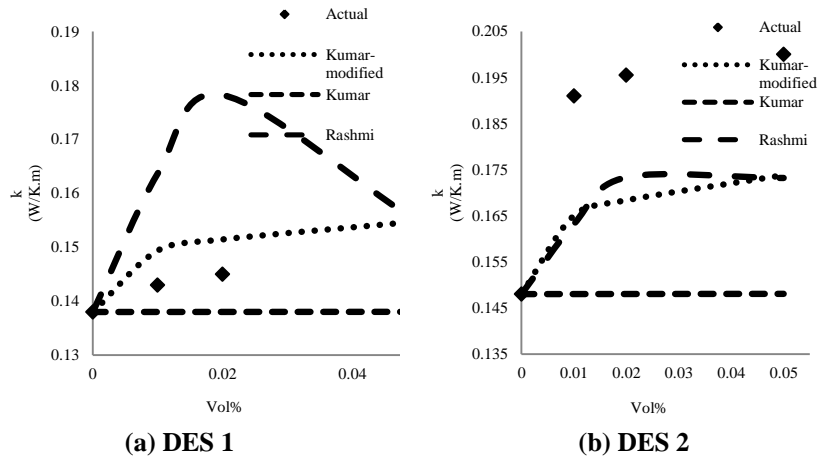 0.19
0.18
0.17
0.16
0.15
0.14
0.13
k
(W/K.m)
0
0.02
0.04
Vol%
Actual
Kumar-
modified
Kumar
Rashmi
(a) DES 1
0.205
0.195
0.185
0.175
0.165
0.155
0.145
0.135
k
(W/K.m)
0
0.01
0.02
0.03
0.03
0.04
0.05
Vol%
Actual
Kumar-
modified
Kumar
Rashmi
(b) DES 2